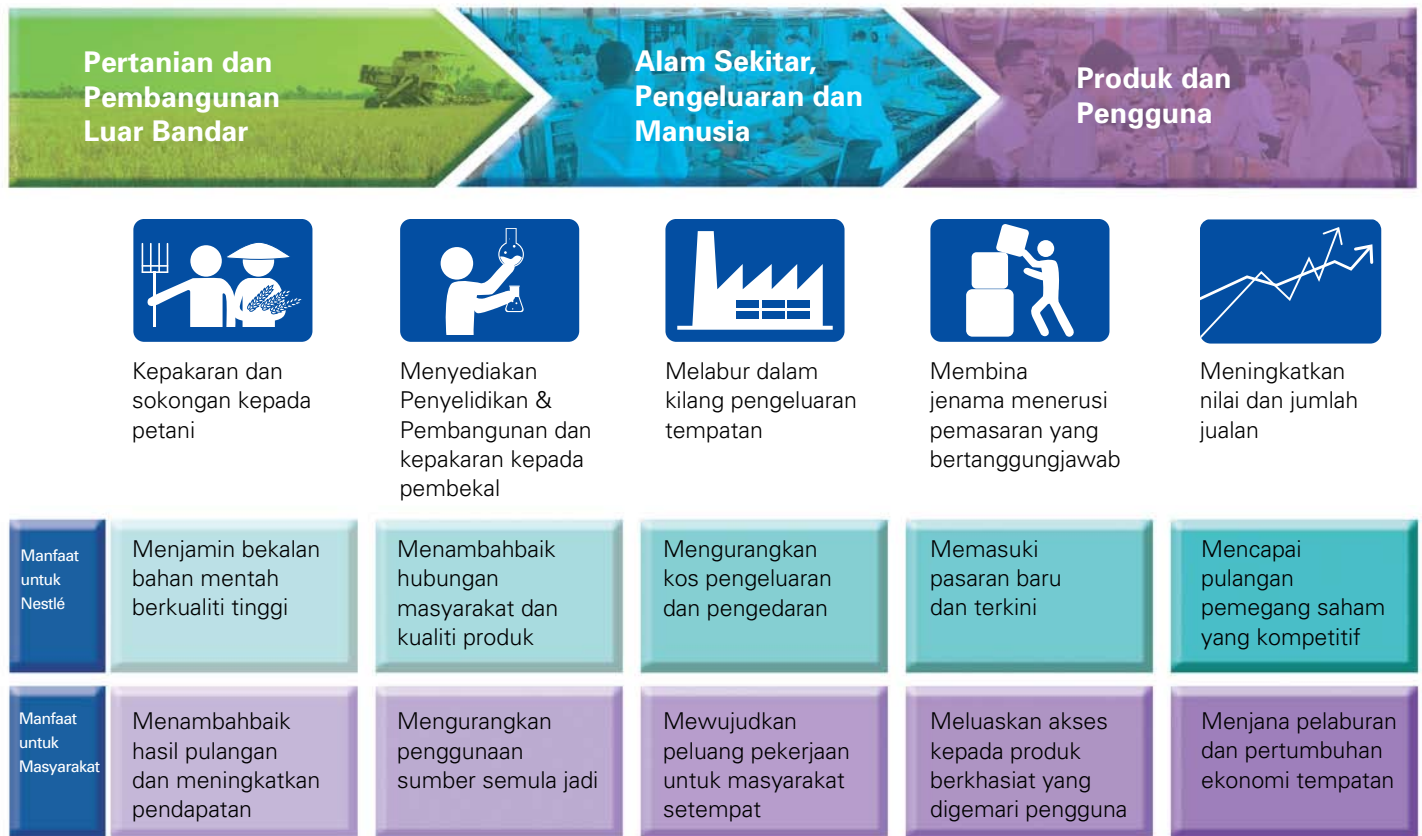 Pertanian dan
Pembangunan
Luar Bandar
Alam Sekitar,
Pengeluaran dan
Manusia
Produk dan
Pengguna
Kepakaran dan
sokongan kepada
petani
Menyediakan
Penyelidikan &
Pembangunan dan
kepakaran kepada
pembekal
Melabur dalam
kilang pengeluaran
tempatan
Membina
jenama menerusi
pemasaran yang
bertanggungjawab
Meningkatkan
nilai dan jumlah
jualan
Manfaat
untuk
Nestlé
Menjamin bekalan
bahan mentah
berkualiti tinggi
Menambahbaik
hubungan
masyarakat dan
kualiti produk
Mengurangkan
kos pengeluaran
dan pengedaran
Memasuki
pasaran baru
dan terkini
Mencapai
pulangan
pemegang saham
yang kompetitif
Manfaat
untuk
Masyarakat
Menambahbaik
hasil pulangan
dan meningkatkan
pendapatan
Mengurangkan
penggunaan
sumber semula jadi
Mewujudkan
peluang pekerjaan
untuk masyarakat
setempat
Meluaskan akses
kepada produk
berkhasiat yang
digemari pengguna
Menjana pelaburan
dan pertumbuhan
ekonomi tempatan